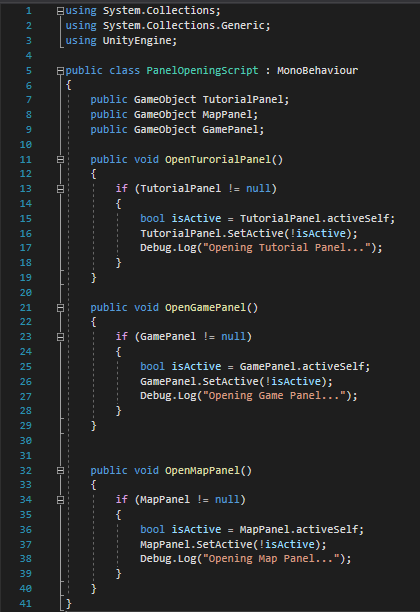 1 using System.Collections;
2 using System.Collections.Generic;
3 using UnityEngine;
4
5 public class PanelOpeningScript : MonoBehaviour
6 {
7     public GameObject TutorialPanel;
8     public GameObject MapPanel;
9     public GameObject GamePanel;
10
11     public void OpenTurorialPanel()
12     {
13         if (TutorialPanel != null)
14         {
15             bool isActive = TutorialPanel.activeSelf;
16             TutorialPanel.SetActive(!isActive);
17             Debug.Log("Opening Tutorial Panel...");
18         }
19     }
20
21     public void OpenGamePanel()
22     {
23         if (GamePanel != null)
24         {
25             bool isActive = GamePanel.activeSelf;
26             GamePanel.SetActive(!isActive);
27             Debug.Log("Opening Game Panel...");
28         }
29     }
30
31
32     public void OpenMapPanel()
33     {
34         if (MapPanel != null)
35         {
36             bool isActive = MapPanel.activeSelf;
37             MapPanel.SetActive(!isActive);
38             Debug.Log("Opening Map Panel...");
39         }
40     }
41 }